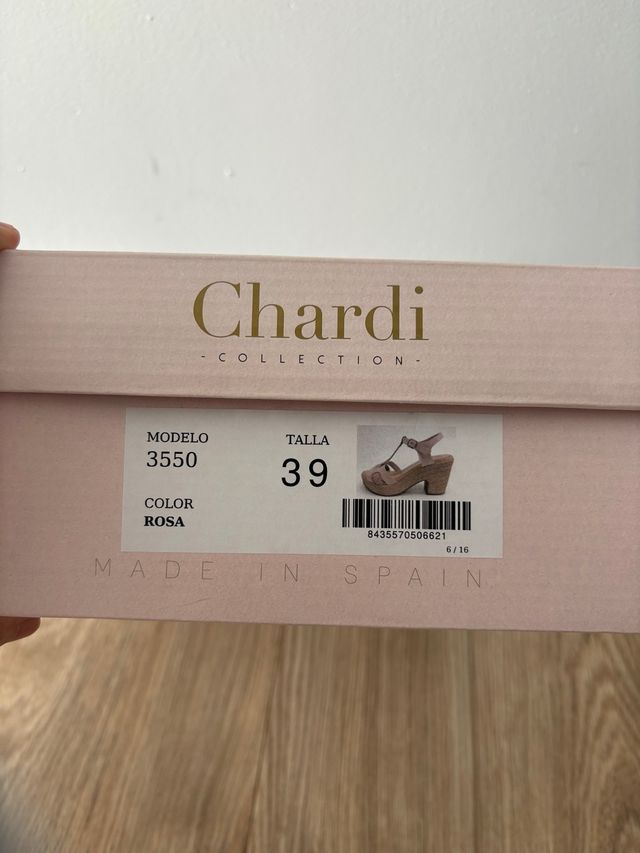 Chardi
- COLLECTION -
MODELO
3550
TALLA
39
COLOR
ROSA
8435570506621
6 / 16
MADE IN SPAIN